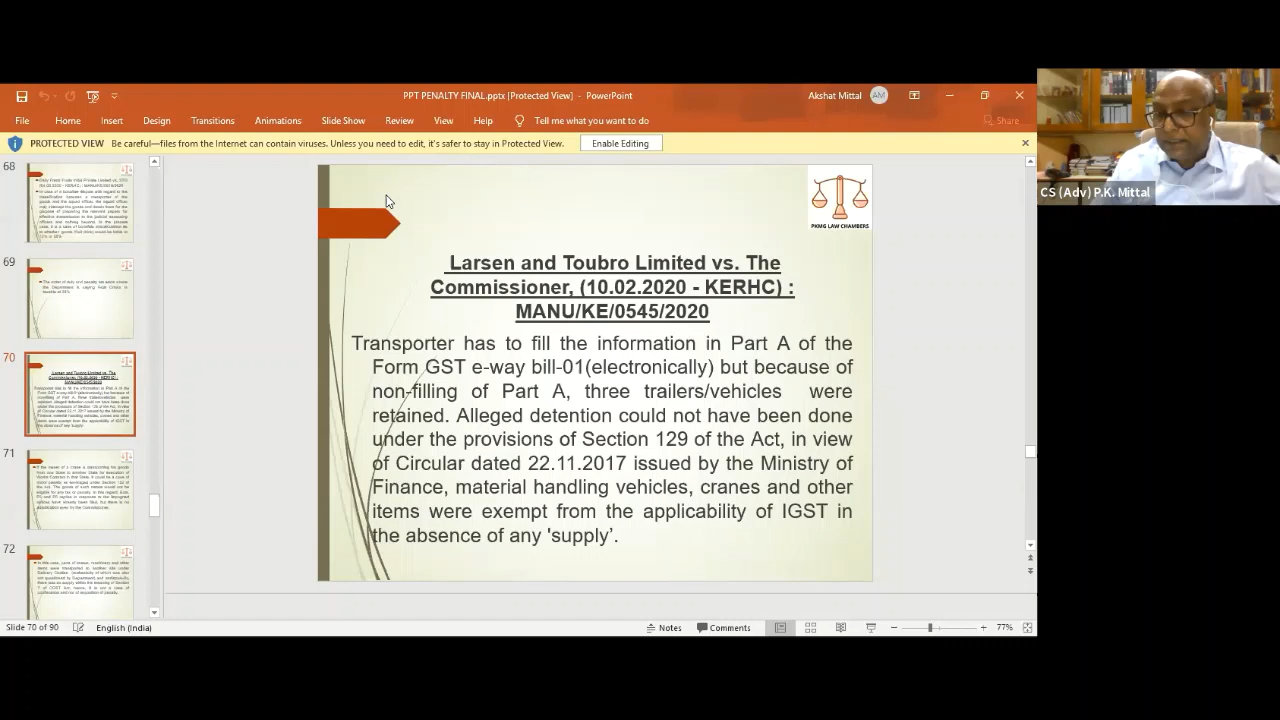 PPT PENALTY FINAL.pptx [Protected View] - PowerPoint
Akshat Mittal AM
File Home Insert Design Transitions Animations Slide Show Review View Help Tell me what you want to do Share
PROTECTED VIEW Be careful—files from the Internet can contain viruses. Unless you need to edit, it's safer to stay in Protected View. Enable Editing
CS (Adv) P.K. Mittal
68
69
70
71
72
PKMG LAW CHAMBERS
Larsen and Toubro Limited vs. The
Commissioner, (10.02.2020 - KERHC) :
MANU/KE/0545/2020
Transporter has to fill the information in Part A of the
Form GST e-way bill-01(electronically) but because of
non-filling of Part A, three trailers/vehicles were
retained. Alleged detention could not have been done
under the provisions of Section 129 of the Act, in view
of Circular dated 22.11.2017 issued by the Ministry of
Finance, material handling vehicles, cranes and other
items were exempt from the applicability of IGST in
the absence of any 'supply’.
Slide 70 of 90 English (India) Notes Comments 77%